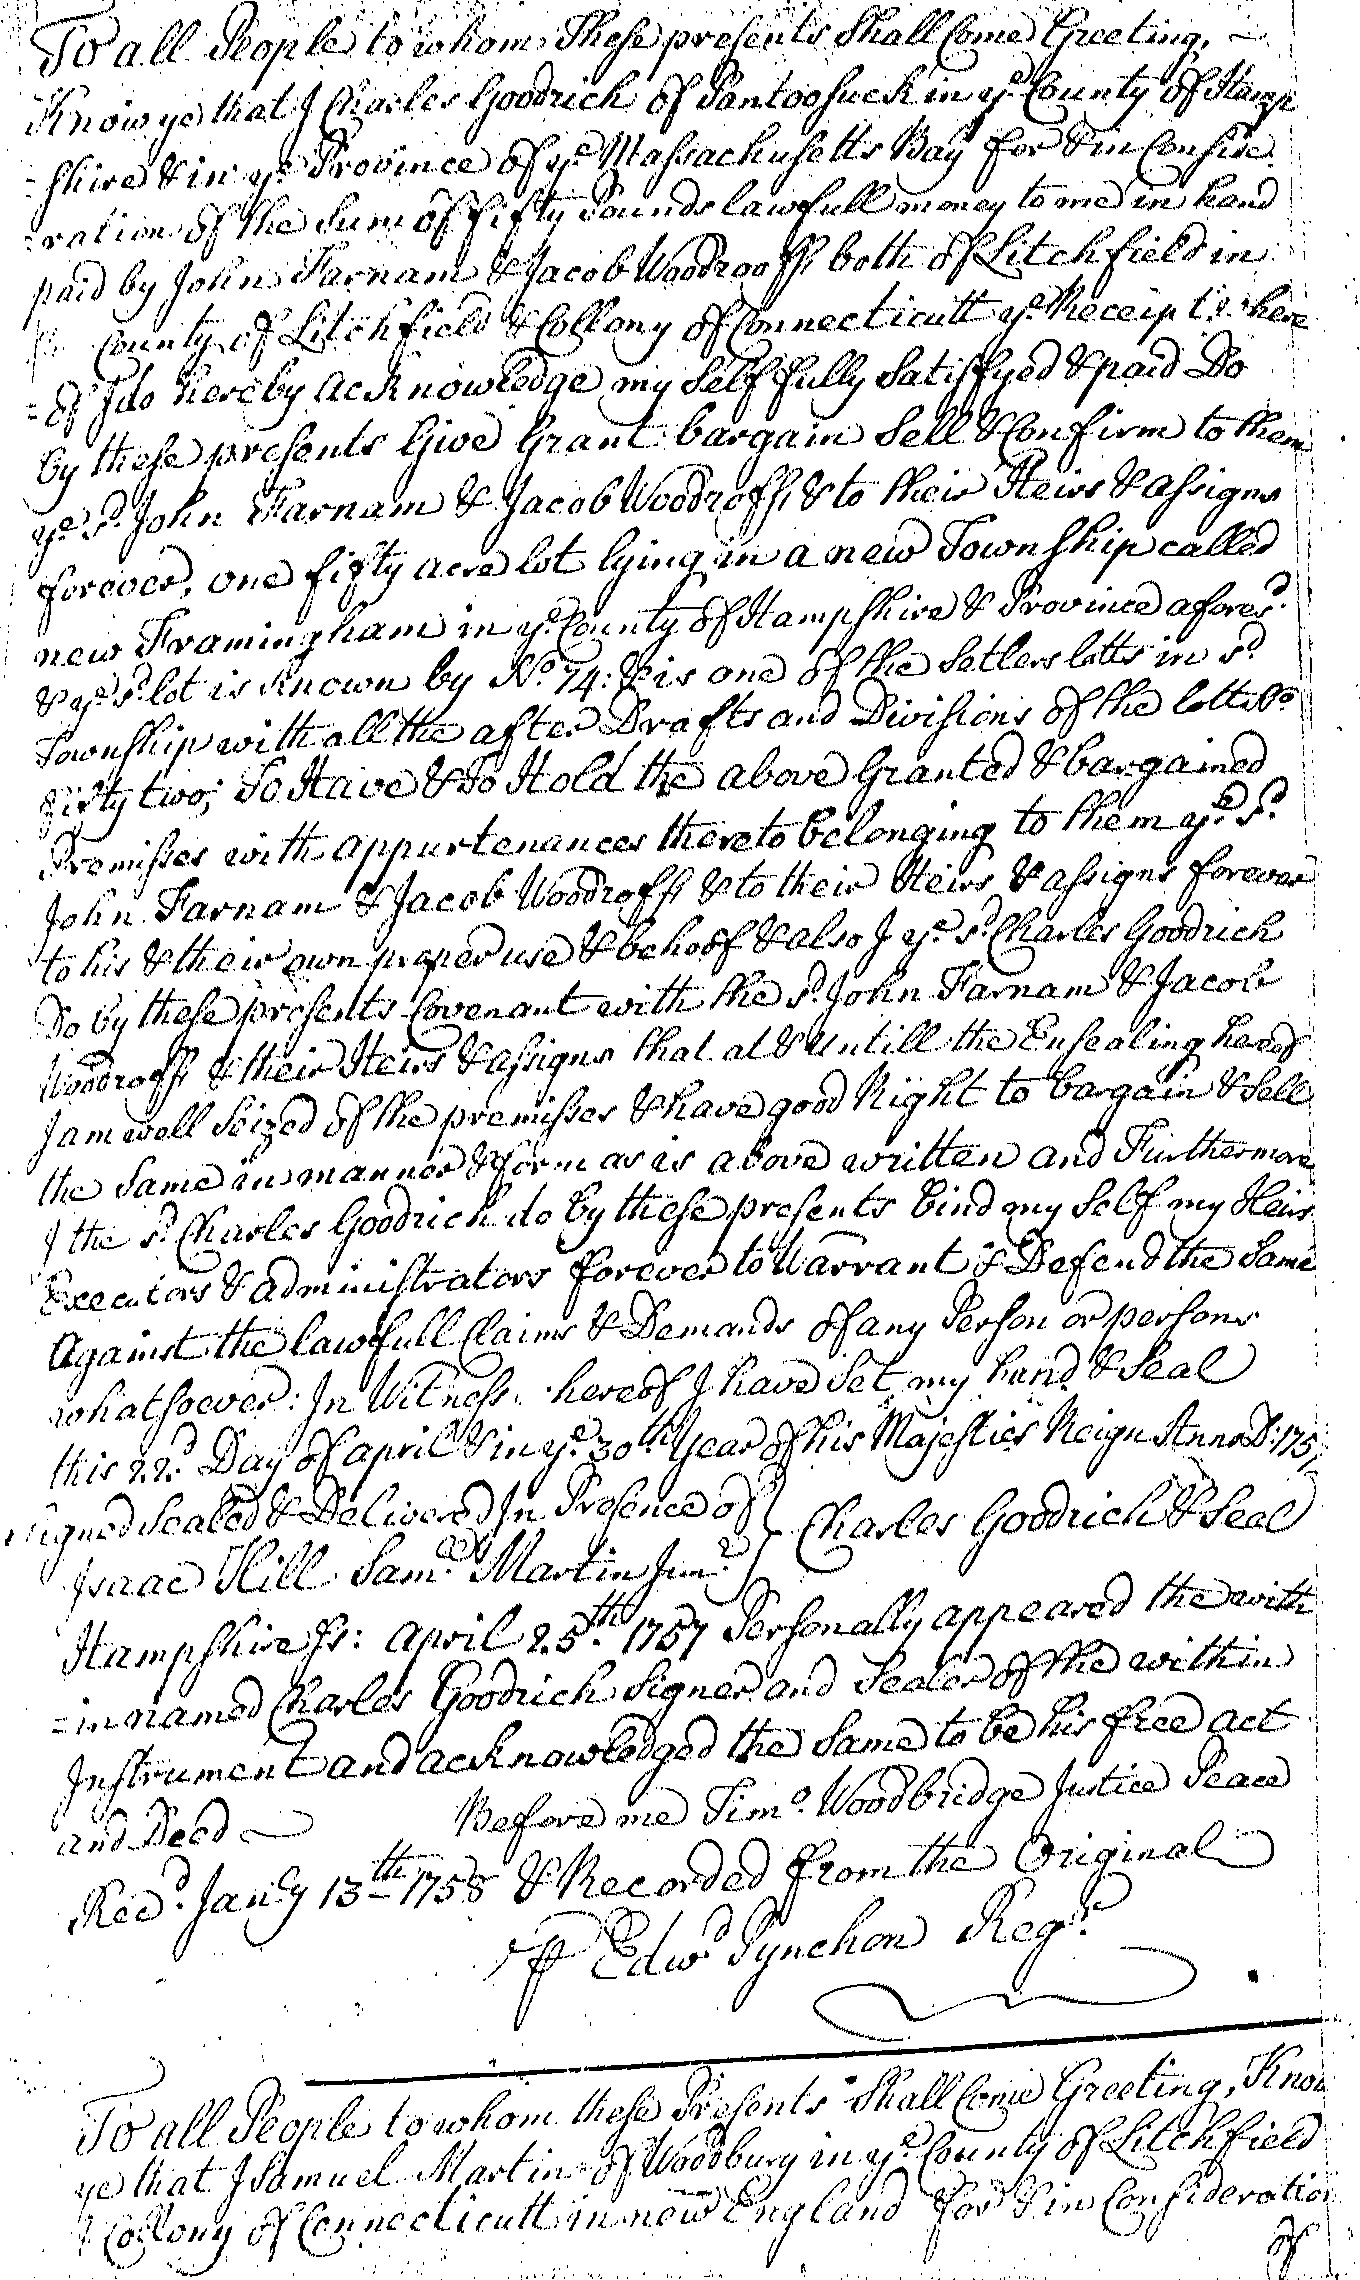 To all People to whom These presents Shall Come Greeting,
Know ye that I Charles Goodrich of Pantoosuck in ye County of Hamp
=shire & in ye Province of ye Massachusetts Bay for & in Conside
=ration of the Sum of fifty Pounds lawfull money to me in hand
paid by John Farnam & Jacob Woodrooff both of Litchfield in
County of Litchfield & Collony of Connecticutt ye Receipt where
=of I do hereby acknowledge my Self fully Satisfyed & paid Do
by these presents Give Grant bargain Sell & Confirm to them
ye sd John Farnam & Jacob Woodroff & to their Heirs & assigns
forever, one fifty acre lot lying in a new Township called
new Framingham in ye County of Hampshire & Province aforesd
& ye sd lot is Known by No 74: & is one of the Setlers lotts in sd
Township with all the after Drafts and Divisions of the lotts
fifty two; To Have & To Hold the above Granted & bargained
Premisses with appurtenances thereto belonging to them ye sd
John Farnam & Jacob Woodroff & to their Heirs & assigns forever
to his & their own proper use & behoof & also I ye sd Charles Goodrich
Do by these presents Covenant with the sd John Farnam & Jacob
Woodroff & their Heirs & assigns that at & untill the Ensealing hereof
I am well Seized of the premisses & have good Right to bargain & Sell
the Same in manner & form as is above written and Furthermore
I the sd Charles Goodrich do by these presents bind my Self my Heirs
Executors & administrators forever to Warrant & Defend the Same
Against the lawfull Claims & Demands of any Person or persons
whatsoever: In Witness hereof I have Set my hand & Seal
this 22d Day of april & in ye 30th Year of his Majesties Reign Anno D: 1757
Signed Sealed & Delivered In Presence of } Charles Goodrich & Seal
Isaac Hill Samel Martin Junr }
Hampshire Ss: april 25th 1757 Personally appeared the with
=in named Charles Goodrich Signer and Sealer of the within
Instrument and acknowledged the Same to be his free act
and Deed — Before me Timo Woodbridge Justice Peace
Recd Jany 13th 1758 & Recorded from the Original
P Edwd Pynchon Regr
To all People to whom these Presents Shall Come Greeting, Know
ye that I Samuel Martin of Woodbury in ye County of Litchfield
& Collony of Connecticutt in new England for & in Consideration
of